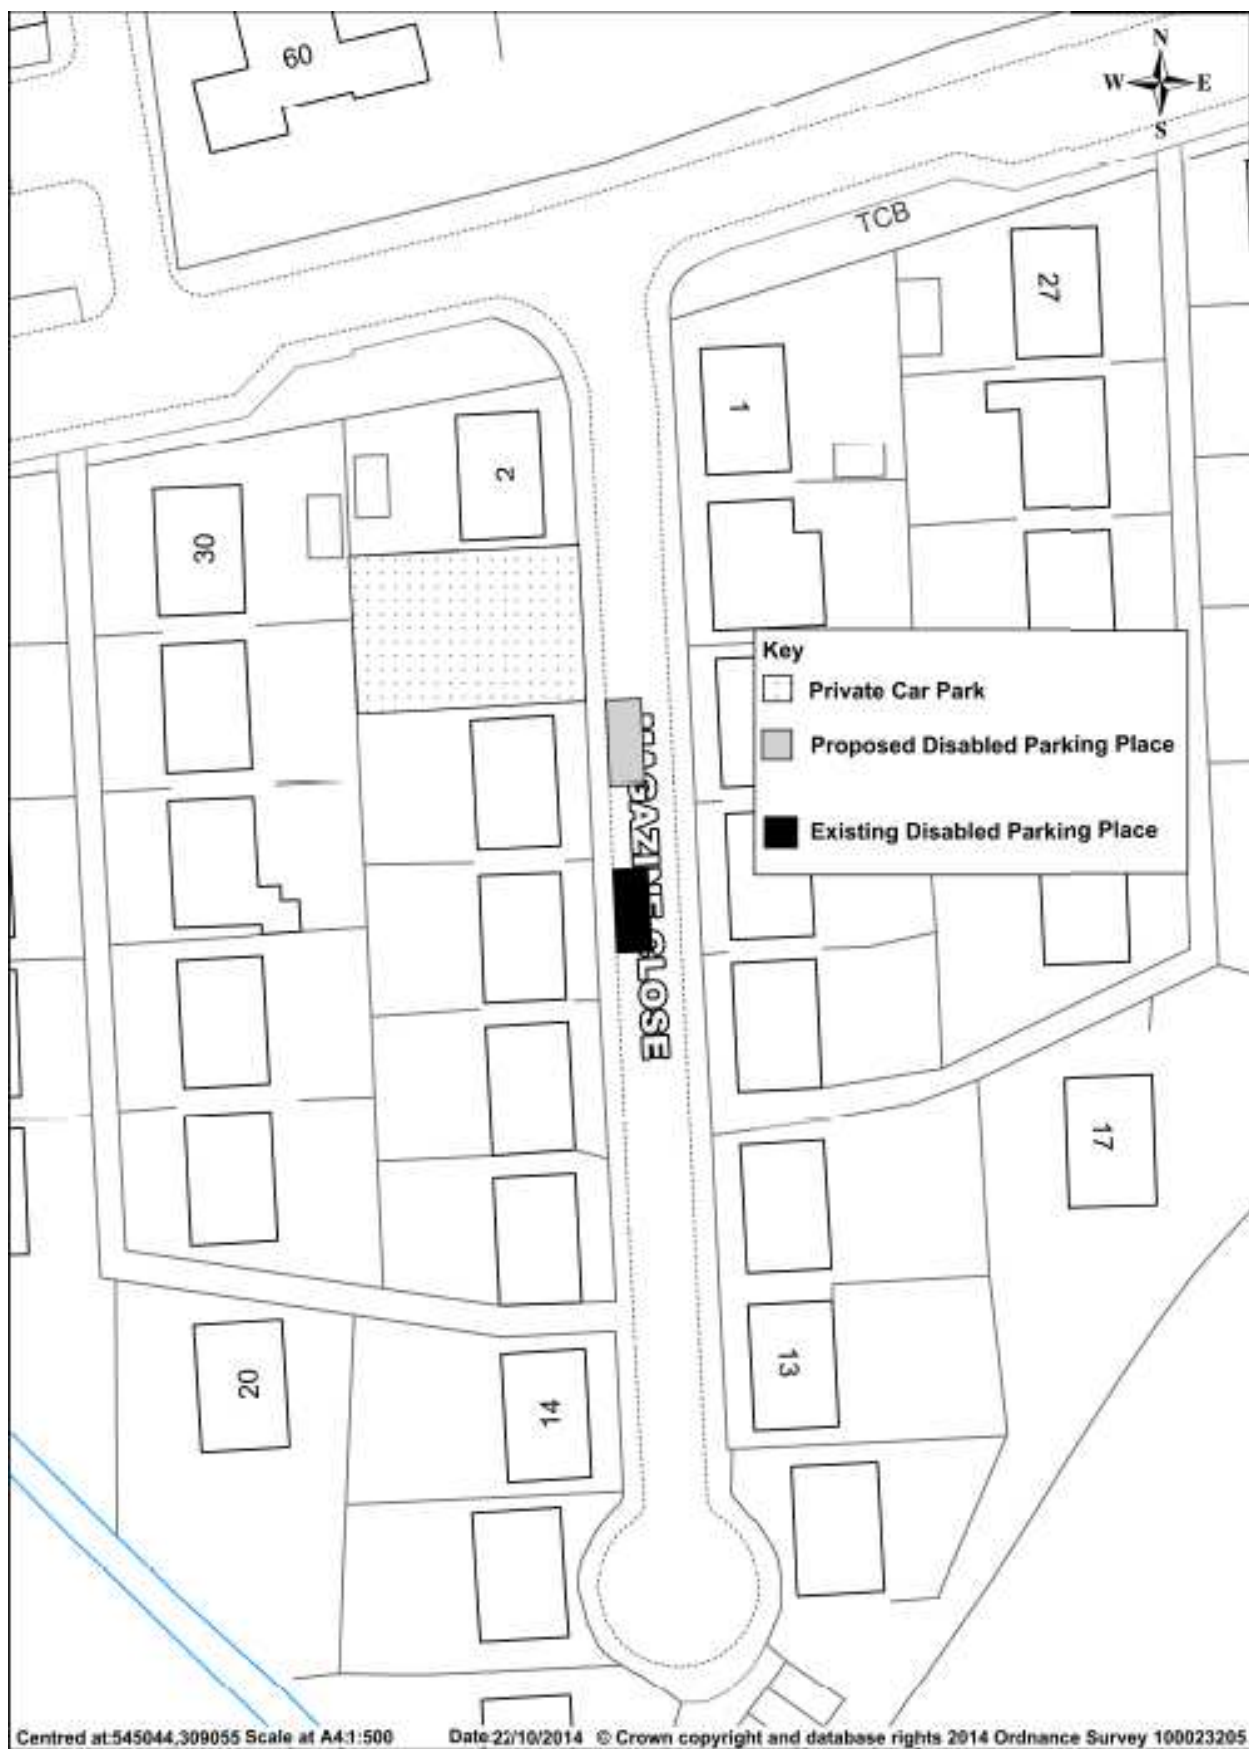 60
N
W E
S
TCB
27
1
2
30
Key
Private Car Park
Proposed Disabled Parking Place
Existing Disabled Parking Place
MAGAZINE CLOSE
17
13
20
14
Centred at:545044,309055 Scale at A4:1:500 Date:22/10/2014 © Crown copyright and database rights 2014 Ordnance Survey 100023205